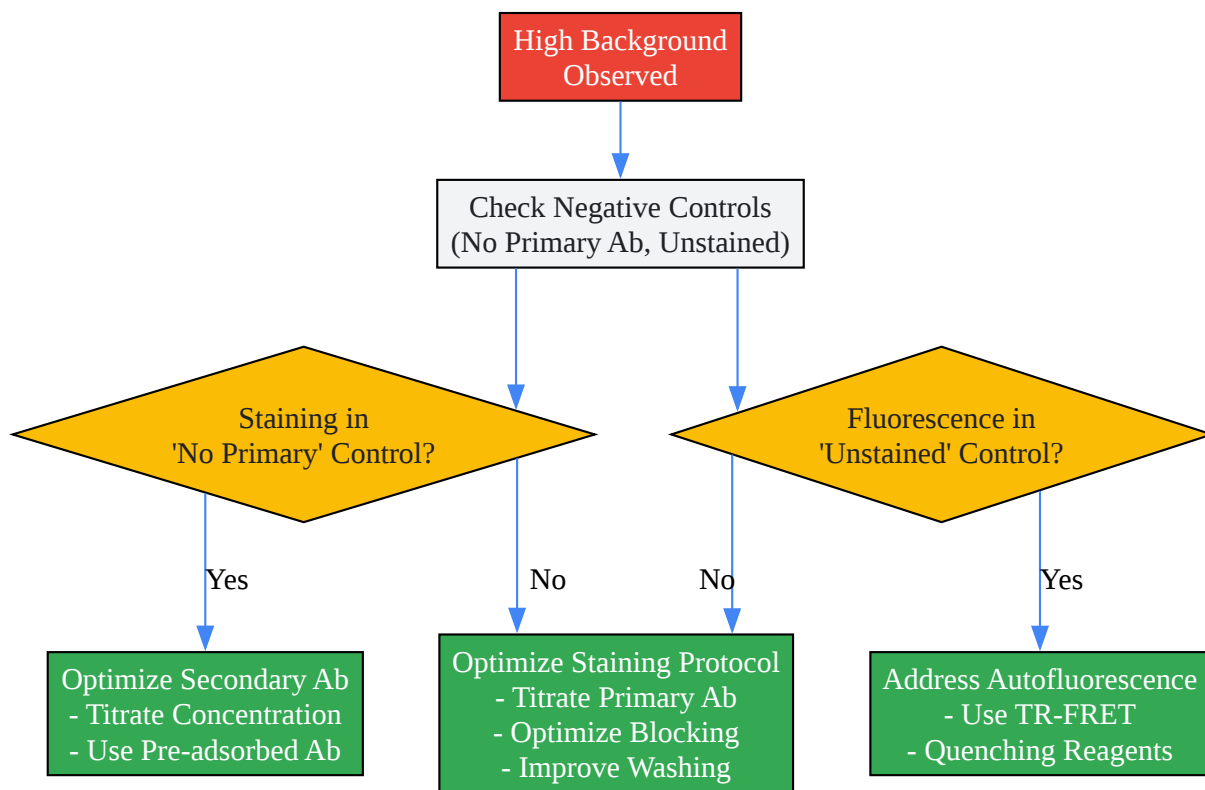 High Background
Observed
Check Negative Controls
(No Primary Ab, Unstained)
Staining in
'No Primary' Control?
Fluorescence in
'Unstained' Control?
Yes
No
No
Yes
Optimize Secondary Ab
- Titrate Concentration
- Use Pre-adsorbed Ab
Optimize Staining Protocol
- Titrate Primary Ab
- Optimize Blocking
- Improve Washing
Address Autofluorescence
- Use TR-FRET
- Quenching Reagents